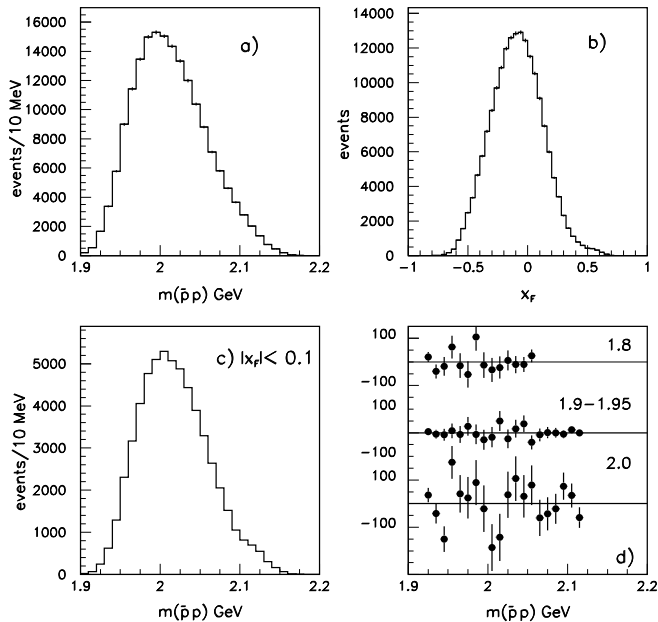 a)
events/10 MeV
16000
14000
12000
10000
8000
6000
4000
2000
0
1.9 2 2.1 2.2
m(p̄ p) GeV
b)
events
14000
12000
10000
8000
6000
4000
2000
0
−1 −0.5 0 0.5 1
x_F
c) |x_f|< 0.1
events/10 MeV
5000
4000
3000
2000
1000
0
1.9 2 2.1 2.2
m(p̄ p) GeV
100
1.8
−100
100
1.9−1.95
−100
100
2.0
−100
d)
1.9 2 2.1 2.2
m(p̄ p) GeV